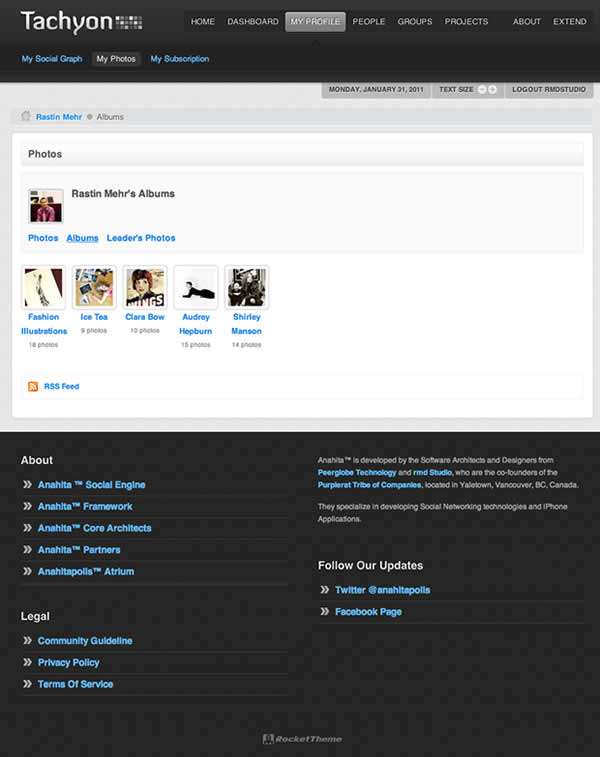 Tachyon
HOME DASHBOARD MY PROFILE PEOPLE GROUPS PROJECTS ABOUT EXTEND
My Social Graph My Photos My Subscription
MONDAY, JANUARY 31, 2011 TEXT SIZE LOGOUT RMDSTUDIO
Rastin Mehr Albums
Photos
Rastin Mehr's Albums
Photos Albums Leader's Photos
WINGS
Fashion
Illustrations
18 photos
Ice Tea
9 photos
Clara Bow
10 photos
Audrey
Hepburn
15 photos
Shirley
Manson
14 photos
RSS Feed
About
Anahita ™ Social Engine
Anahita™ Framework
Anahita™ Core Architects
Anahita™ Partners
Anahitapolis™ Atrium
Legal
Community Guideline
Privacy Policy
Terms Of Service
Anahita™ is developed by the Software Architects and Designers from
Peerglobe Technology and rmd Studio, who are the co-founders of the
Purplerat Tribe of Companies, located in Yaletown, Vancouver, BC, Canada.
They specialize in developing Social Networking technologies and iPhone
Applications.
Follow Our Updates
Twitter @anahitapolis
Facebook Page
RocketTheme